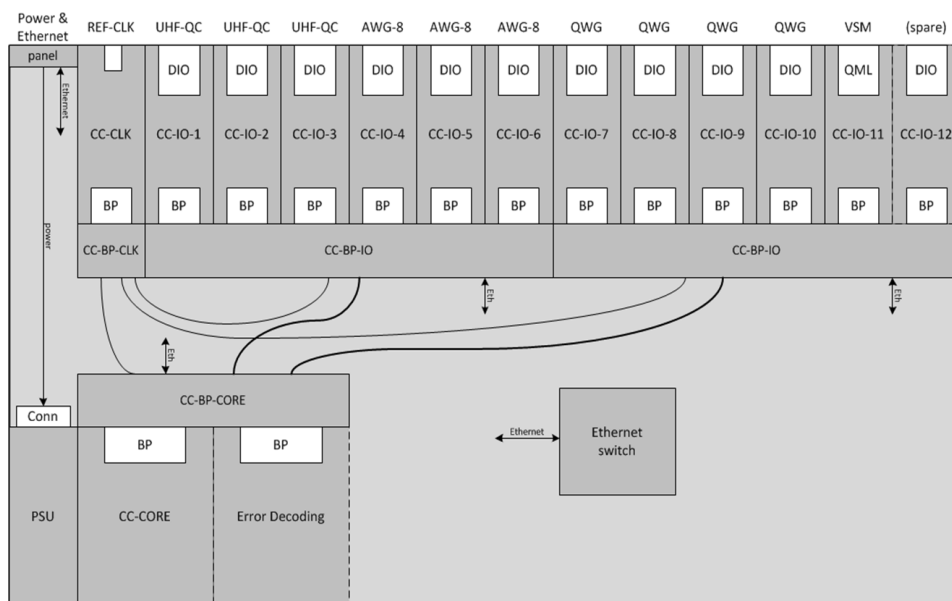 Power &
Ethernet
REF-CLK UHF-QC UHF-QC UHF-QC AWG-8 AWG-8 AWG-8 QWG QWG QWG QWG VSM (spare)
panel
DIO DIO DIO DIO DIO DIO DIO DIO DIO DIO QML DIO
Ethernet
CC-CLK CC-IO-1 CC-IO-2 CC-IO-3 CC-IO-4 CC-IO-5 CC-IO-6 CC-IO-7 CC-IO-8 CC-IO-9 CC-IO-10 CC-IO-11 CC-IO-12
BP BP BP BP BP BP BP BP BP BP BP BP BP
power
CC-BP-CLK CC-BP-IO CC-BP-IO
Eth Eth
Eth
CC-BP-CORE
Conn
BP BP
Ethernet
Ethernet
switch
PSU CC-CORE Error Decoding